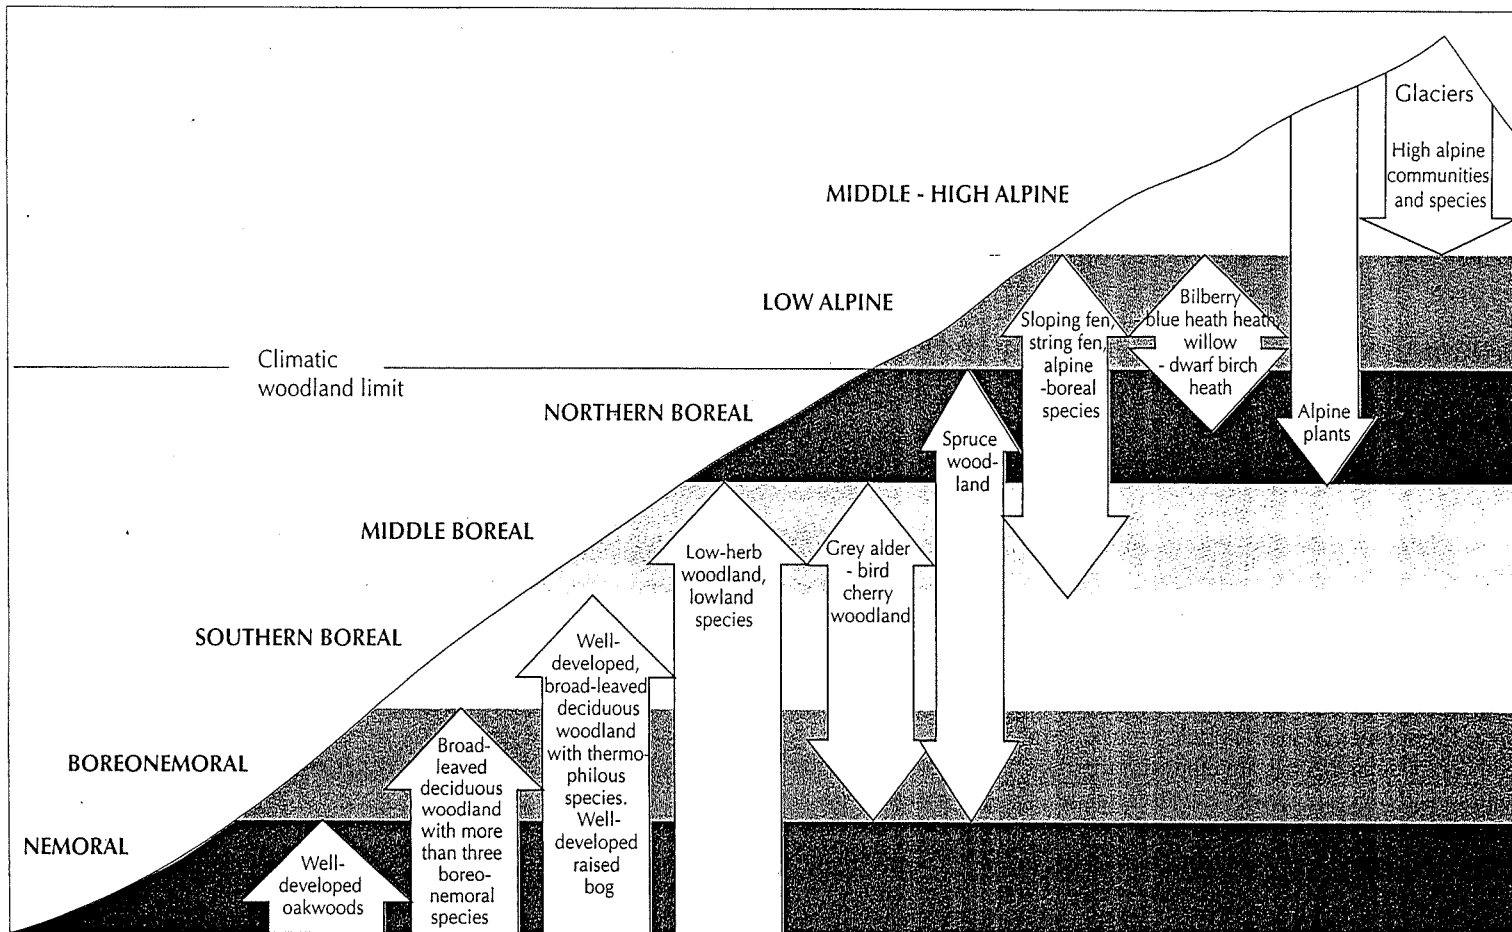 Glaciers
High alpine
communities
and species
MIDDLE - HIGH ALPINE
LOW ALPINE
Bilberry
- blue heath heath,
willow
- dwarf birch
heath
Sloping fen,
string fen,
alpine
-boreal
species
Climatic
woodland limit
NORTHERN BOREAL
Alpine
plants
Spruce
wood-
land
MIDDLE BOREAL
Low-herb
woodland,
lowland
species
Grey alder
- bird
cherry
woodland
SOUTHERN BOREAL
Well-
developed,
broad-leaved
deciduous
woodland
with thermo-
philous
species.
Well-
developed
raised
bog
BOREONEMORAL
Broad-
leaved
deciduous
woodland
with more
than three
boreo-
nemoral
species
NEMORAL
Well-
developed
oakwoods